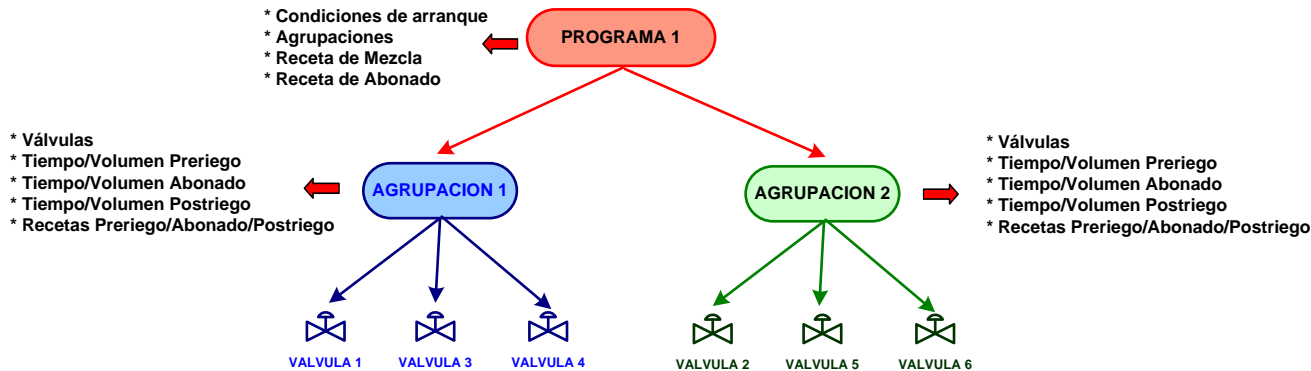 * Condiciones de arranque
* Agrupaciones
* Receta de Mezcla
* Receta de Abonado
PROGRAMA 1
* Válvulas
* Tiempo/Volumen Preriego
* Tiempo/Volumen Abonado
* Tiempo/Volumen Postriego
* Recetas Preriego/Abonado/Postriego
AGRUPACION 1
AGRUPACION 2
* Válvulas
* Tiempo/Volumen Preriego
* Tiempo/Volumen Abonado
* Tiempo/Volumen Postriego
* Recetas Preriego/Abonado/Postriego
VALVULA 1
VALVULA 3
VALVULA 4
VALVULA 2
VALVULA 5
VALVULA 6